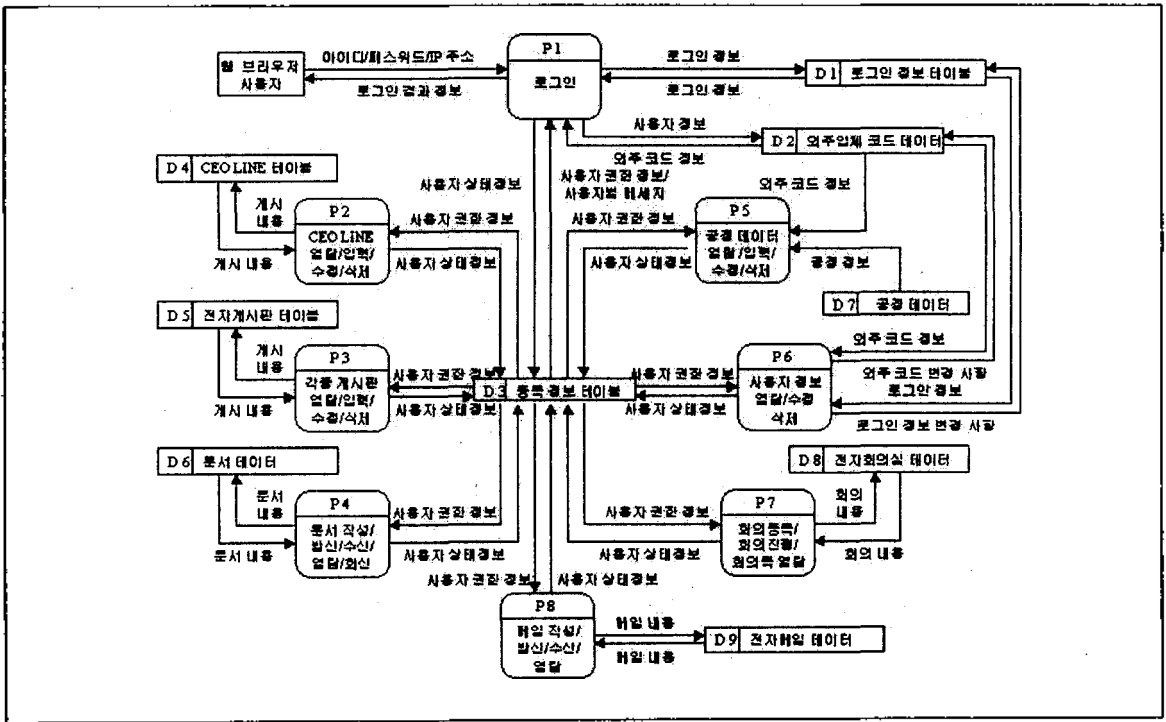 P1
로그인
웹 브라우저
사용자
아이디/패스워드/IP 주소
로그인 결과 정보
로그인 정보
로그인 정보
D1 로그인 정보 테이블
사용자 정보
외주 코드 정보
D2 외주업체 코드 데이터
사용자 상태정보
사용자 권한 정보/
사용자별 메세지
외주 코드 정보
D4 CEO LINE 테이블
게시
내용
게시 내용
P2
CEO LINE
열람/입력/
수정/삭제
사용자 권한 정보
사용자 상태정보
사용자 권한 정보
사용자 상태정보
P5
공정 데이터
열람/입력/
수정/삭제
공정 정보
D7 공정 데이터
D5 전자게시판 테이블
게시
내용
게시 내용
P3
각종 게시판
열람/입력/
수정/삭제
사용자 권한 정보
사용자 상태정보
D3 등록 정보 테이블
사용자 권한 정보
사용자 상태정보
P6
사용자 정보
열람/수정
삭제
외주 코드 정보
외주 코드 변경 사항
로그인 정보
로그인 정보 변경 사항
D6 문서 데이터
문서
내용
문서 내용
P4
문서 작성/
발신/수신/
열람/회신
사용자 권한 정보
사용자 상태정보
사용자 권한 정보
사용자 상태정보
P7
회의등록/
회의진행/
회의록 열람
D8 전자회의실 데이터
회의
내용
회의 내용
사용자 권한 정보
사용자 상태정보
P8
메일 작성/
발신/수신/
열람
메일 내용
메일 내용
D9 전자메일 데이터